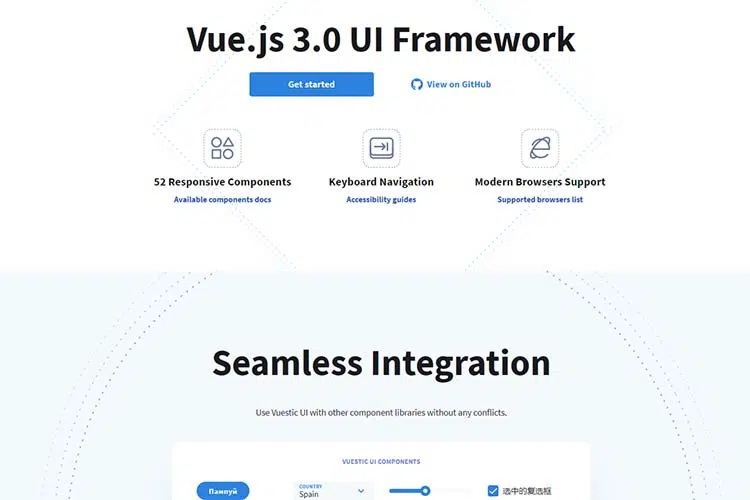 Vue.js 3.0 UI Framework
Get started
View on GitHub
52 Responsive Components
Keyboard Navigation
Modern Browsers Support
Available components docs
Accessibility guides
Supported browsers list
Seamless Integration
Use Vuestic UI with other component libraries without any conflicts.
VUESTIC UI COMPONENTS
Пампуй
COUNTRY
Spain
选中的复选框